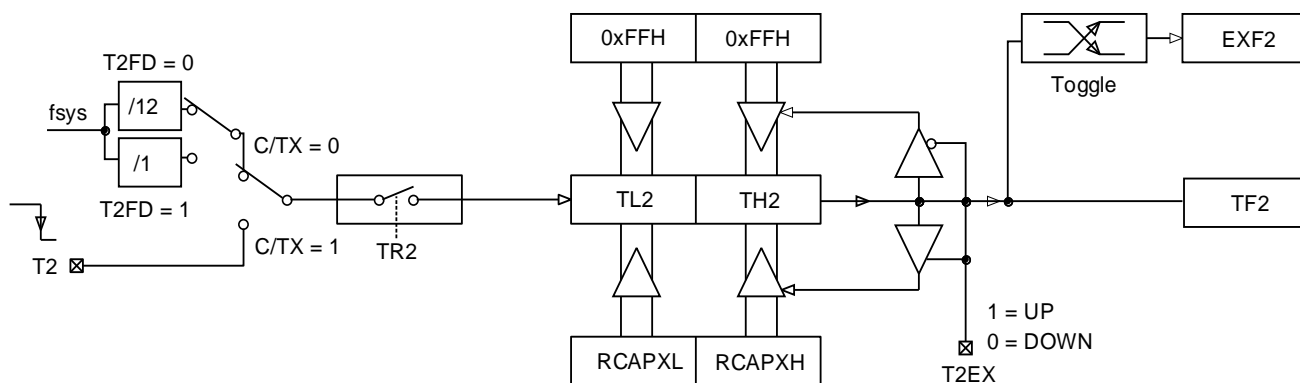 0xFFH 0xFFH
EXF2
Toggle
T2FD = 0
fsys
/12
C/TX = 0
/1
T2FD = 1
TL2 TH2
TF2
C/TX = 1
TR2
T2
1 = UP
0 = DOWN
RCAPXL RCAPXH
T2EX